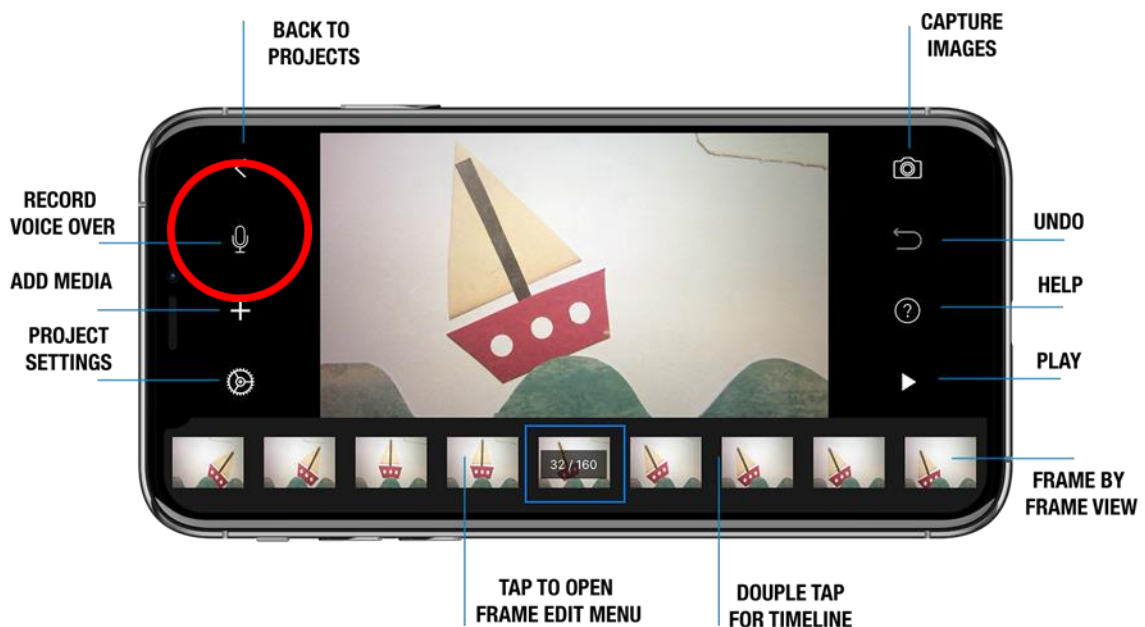 BACK TO
PROJECTS
CAPTURE
IMAGES
RECORD
VOICE OVER
ADD MEDIA
PROJECT
SETTINGS
UNDO
HELP
?
PLAY
32 / 160
FRAME BY
FRAME VIEW
TAP TO OPEN
FRAME EDIT MENU
DOUPLE TAP
FOR TIMELINE